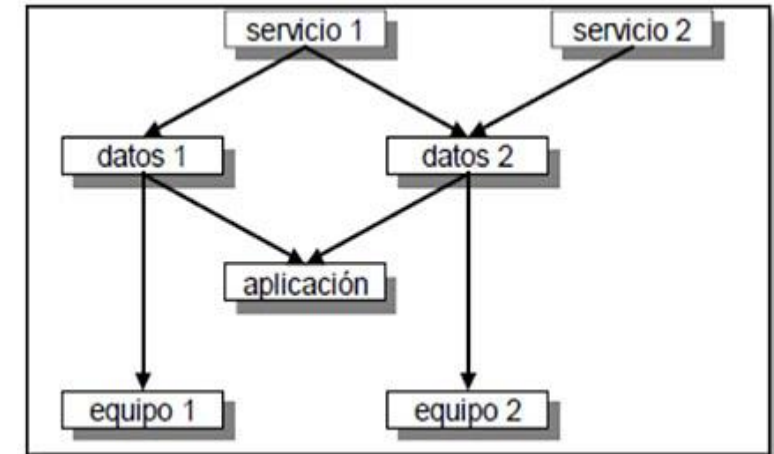 servicio 1
servicio 2
datos 1
datos 2
aplicación
equipo 1
equipo 2